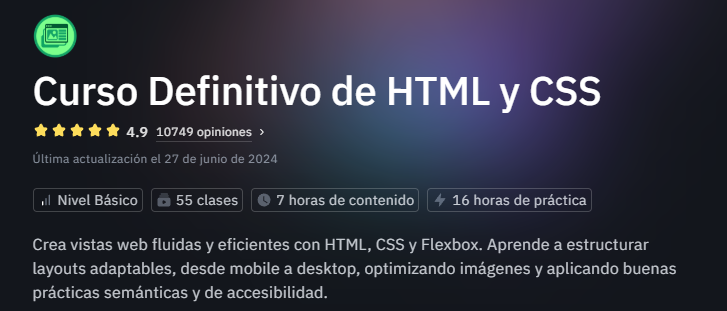 Curso Definitivo de HTML y CSS
4.9 10749 opiniones ›
Última actualización el 27 de junio de 2024
Nivel Básico 55 clases 7 horas de contenido 16 horas de práctica
Crea vistas web fluidas y eficientes con HTML, CSS y Flexbox. Aprende a estructurar
layouts adaptables, desde mobile a desktop, optimizando imágenes y aplicando buenas
prácticas semánticas y de accesibilidad.